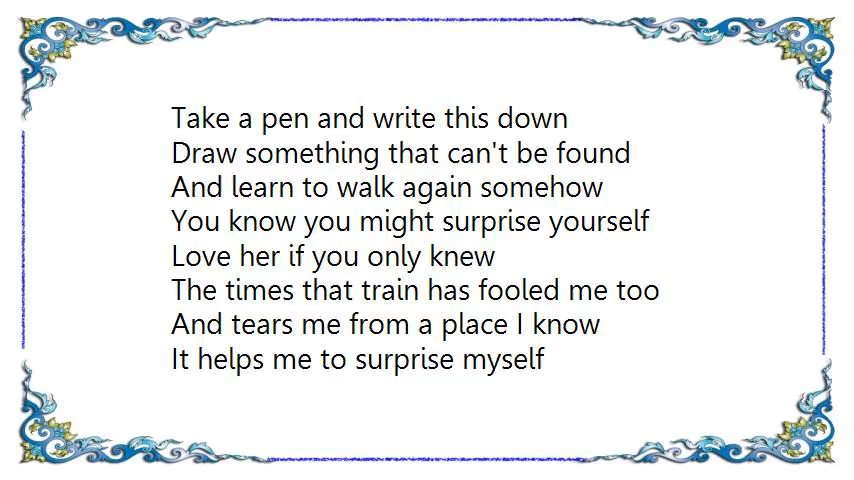 Take a pen and write this down
Draw something that can't be found
And learn to walk again somehow
You know you might surprise yourself
Love her if you only knew
The times that train has fooled me too
And tears me from a place I know
It helps me to surprise myself